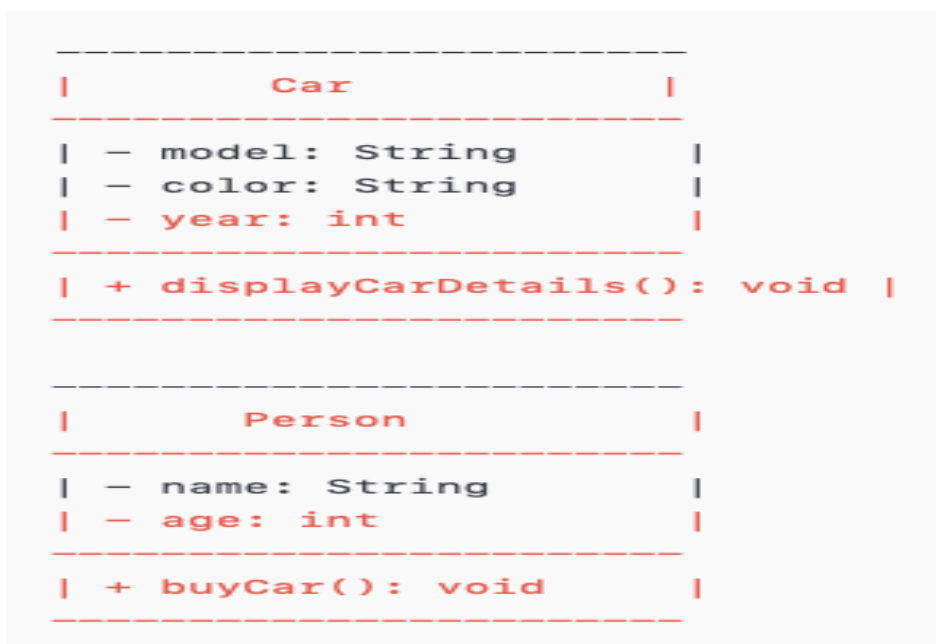 ------------------------
|       Car            |
------------------------
| - model: String      |
| - color: String      |
| - year: int          |
------------------------
| + displayCarDetails(): void |
------------------------
------------------------
|      Person          |
------------------------
| - name: String       |
| - age: int           |
------------------------
| + buyCar(): void     |
------------------------